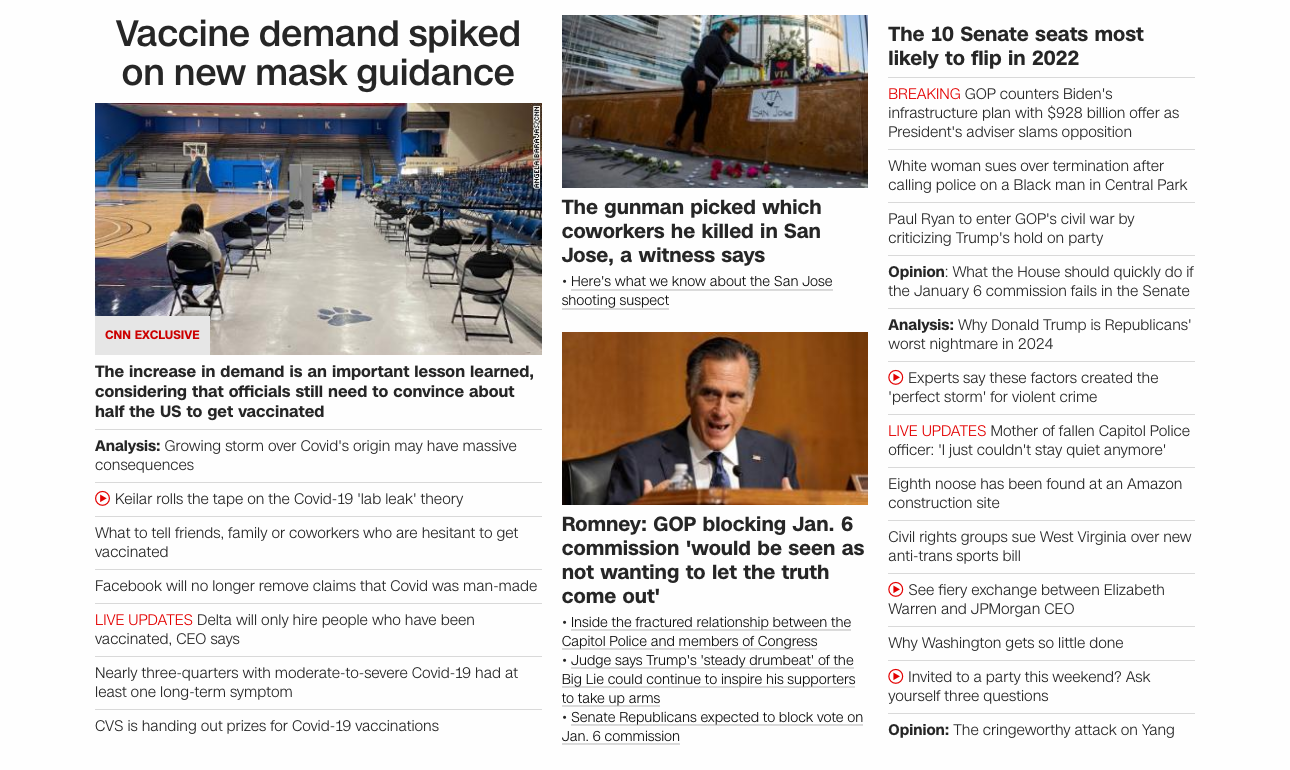 Vaccine demand spiked
on new mask guidance
H I J K L
ANGELA BARAJAS/CNN
CNN EXCLUSIVE
The increase in demand is an important lesson learned,
considering that officials still need to convince about
half the US to get vaccinated
Analysis: Growing storm over Covid's origin may have massive
consequences
Keilar rolls the tape on the Covid-19 'lab leak' theory
What to tell friends, family or coworkers who are hesitant to get
vaccinated
Facebook will no longer remove claims that Covid was man-made
LIVE UPDATES Delta will only hire people who have been
vaccinated, CEO says
Nearly three-quarters with moderate-to-severe Covid-19 had at
least one long-term symptom
CVS is handing out prizes for Covid-19 vaccinations
VTA
VTA
SAN JOSE
The gunman picked which
coworkers he killed in San
Jose, a witness says
• Here's what we know about the San Jose
shooting suspect
Romney: GOP blocking Jan. 6
commission 'would be seen as
not wanting to let the truth
come out'
• Inside the fractured relationship between the
Capitol Police and members of Congress
• Judge says Trump's 'steady drumbeat' of the
Big Lie could continue to inspire his supporters
to take up arms
• Senate Republicans expected to block vote on
Jan. 6 commission
The 10 Senate seats most
likely to flip in 2022
BREAKING GOP counters Biden's
infrastructure plan with $928 billion offer as
President's adviser slams opposition
White woman sues over termination after
calling police on a Black man in Central Park
Paul Ryan to enter GOP's civil war by
criticizing Trump's hold on party
Opinion: What the House should quickly do if
the January 6 commission fails in the Senate
Analysis: Why Donald Trump is Republicans'
worst nightmare in 2024
Experts say these factors created the
'perfect storm' for violent crime
LIVE UPDATES Mother of fallen Capitol Police
officer: 'I just couldn't stay quiet anymore'
Eighth noose has been found at an Amazon
construction site
Civil rights groups sue West Virginia over new
anti-trans sports bill
See fiery exchange between Elizabeth
Warren and JPMorgan CEO
Why Washington gets so little done
Invited to a party this weekend? Ask
yourself three questions
Opinion: The cringeworthy attack on Yang